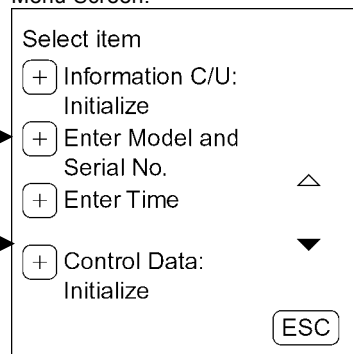 Menu Screen.
Select item
+ Information C/U:
Initialize
+ Enter Model and
Serial No.
+ Enter Time
+ Control Data:
Initialize
ESC